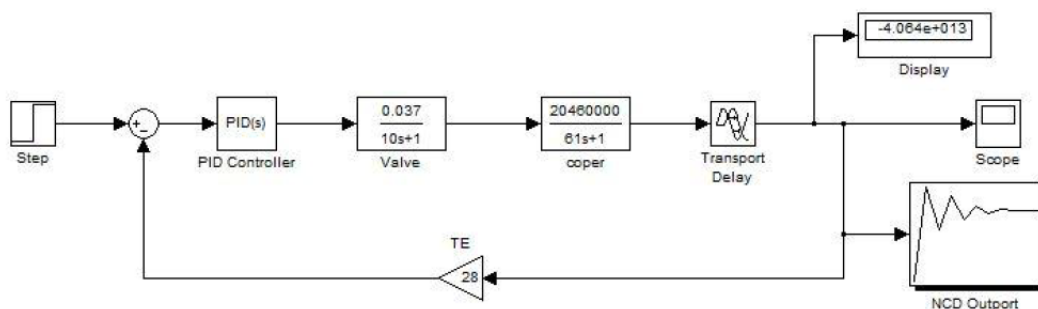 -4.064e+013
Display
+
−
PID(s)
0.037
10s+1
20460000
61s+1
Step
PID Controller
Valve
coper
Transport
Delay
Scope
TE
28
NCD Outport